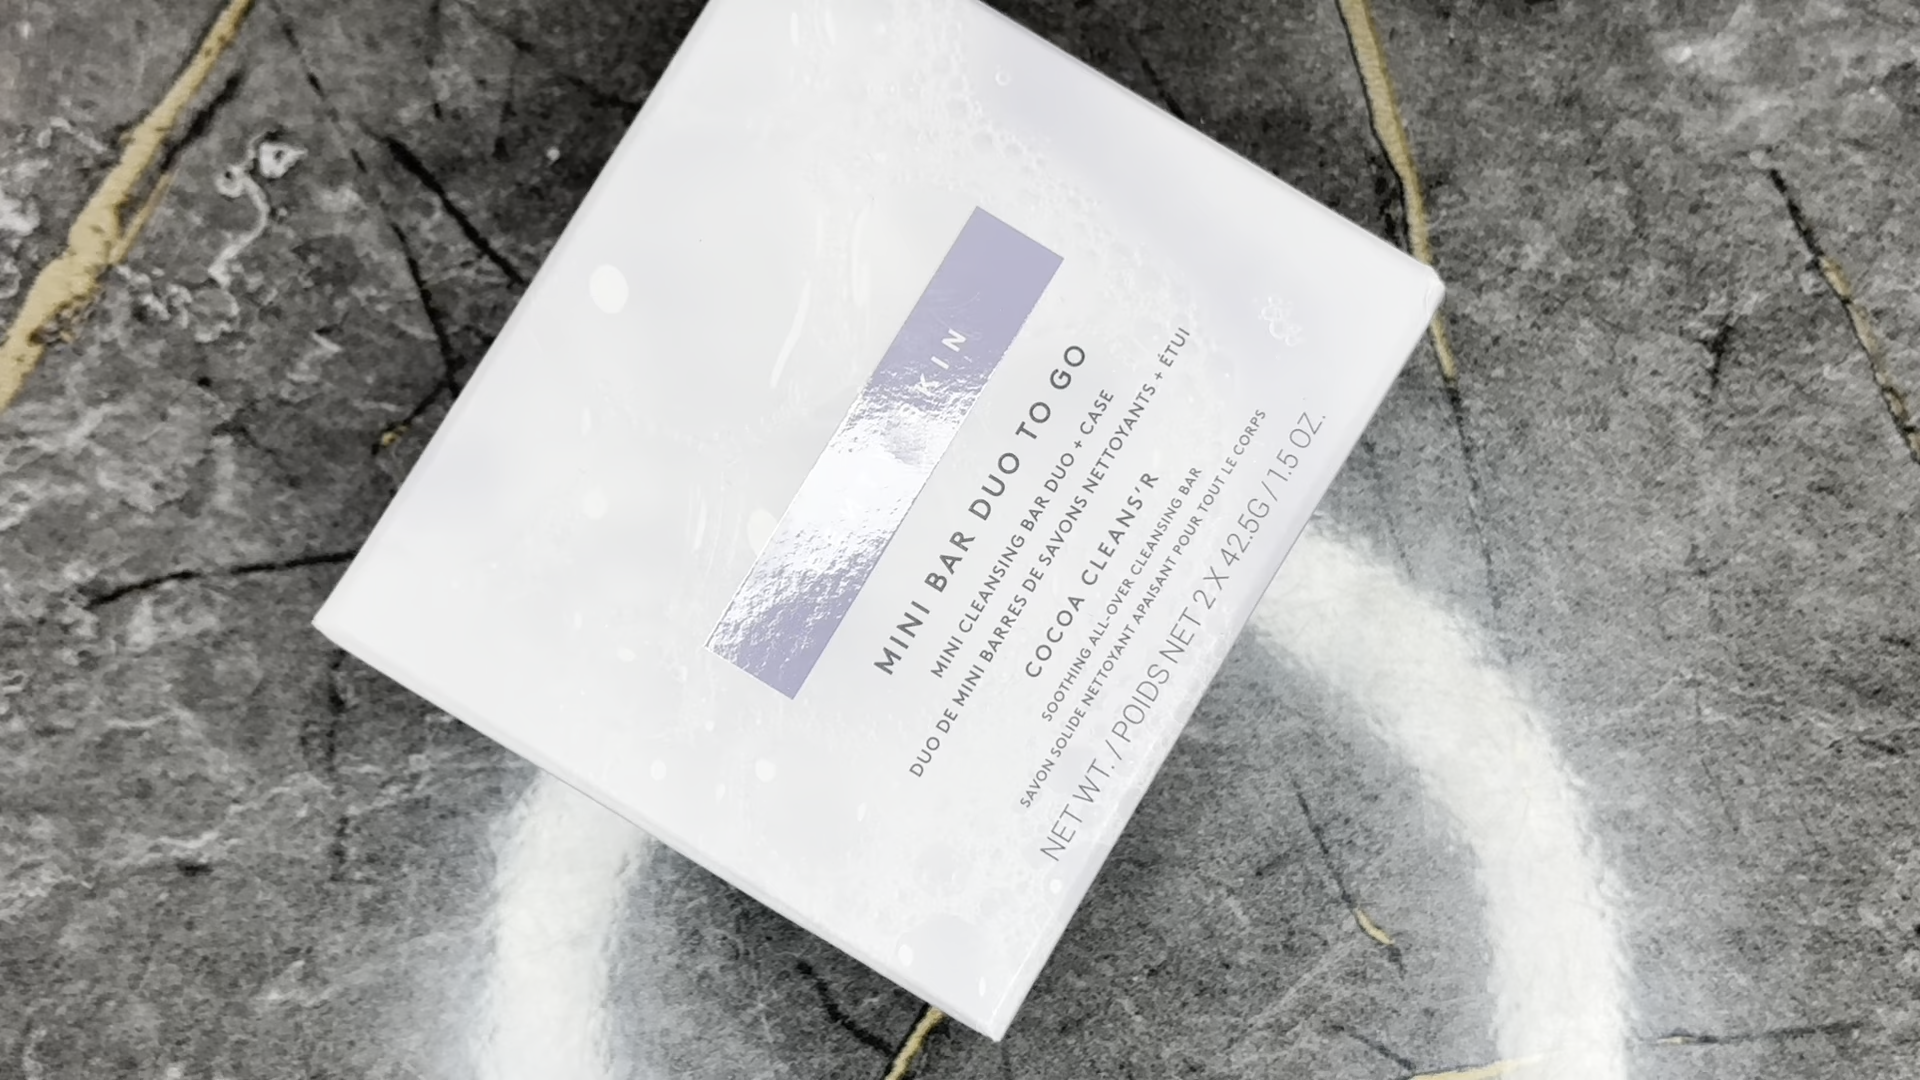 KIN
MINI BAR DUO TO GO
MINI CLEANSING BAR DUO + CASE
DUO DE MINI BARRES DE SAVONS NETTOYANTS + ÉTUI
COCOA CLEANS'R
SOOTHING ALL-OVER CLEANSING BAR
SAVON SOLIDE NETTOYANT APAISANT POUR TOUT LE CORPS
NET WT. / POIDS NET 2 X 42.5G / 1.5 OZ.